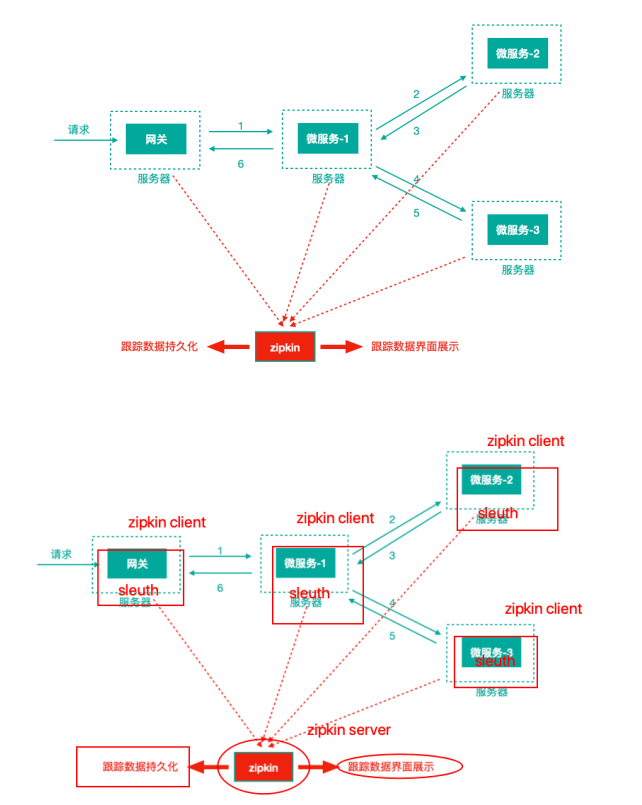 微服务-2
服务器
2
3
请求
网关
服务器
1
6
微服务-1
服务器
4
5
微服务-3
服务器
跟踪数据持久化
zipkin
跟踪数据界面展示
zipkin client
微服务-2
sleuth
服务器
zipkin client
zipkin client
2
3
请求
网关
sleuth
服务器
1
6
微服务-1
sleuth
服务器
4
5
zipkin client
微服务-3
sleuth
服务器
zipkin server
跟踪数据持久化
zipkin
跟踪数据界面展示